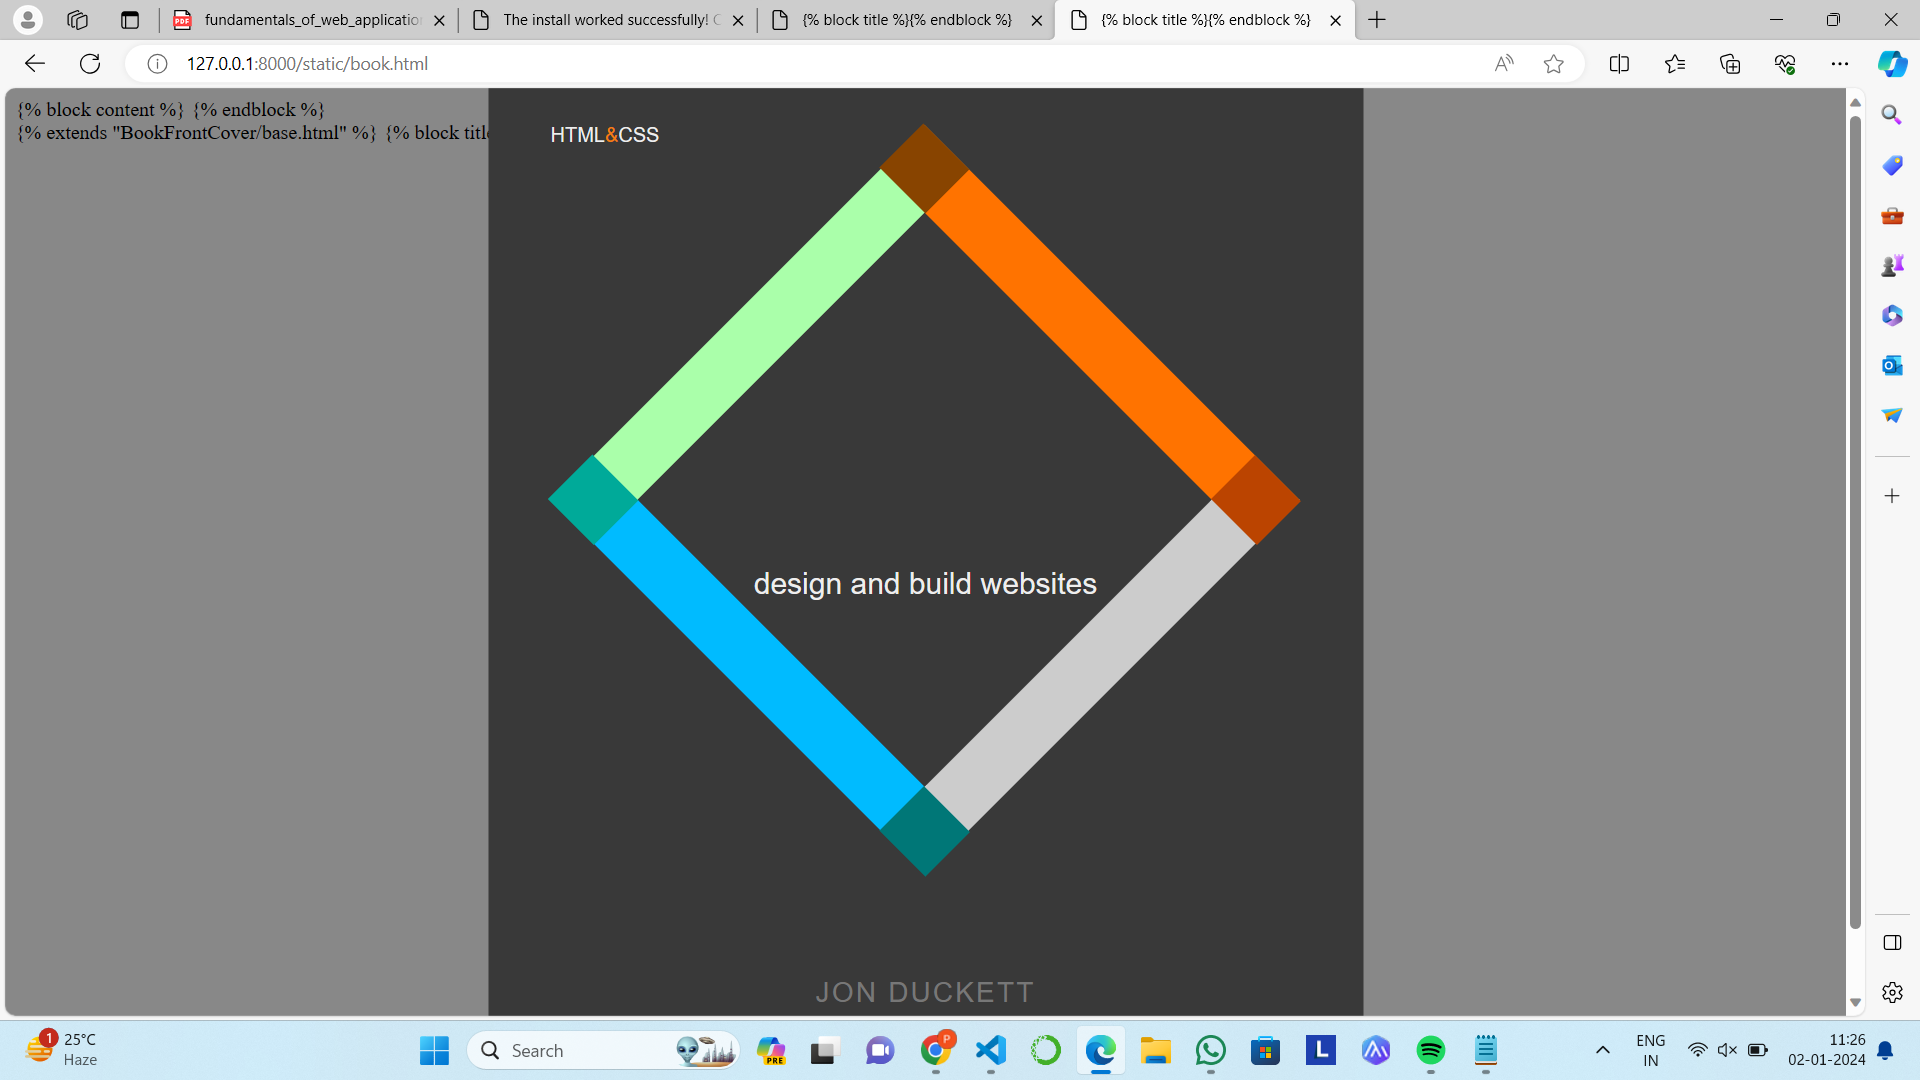 fundamentals_of_web_applicatio
The install worked successfully! C
{% block title %}{% endblock %}
{% block title %}{% endblock %}
127.0.0.1:8000/static/book.html
{% block content %} {% endblock %}
{% extends "BookFrontCover/base.html" %} {% block title
HTML&CSS
design and build websites
JON DUCKETT
1
25°C
Haze
Search
PRE
P
L
ENG
IN
11:26
02-01-2024